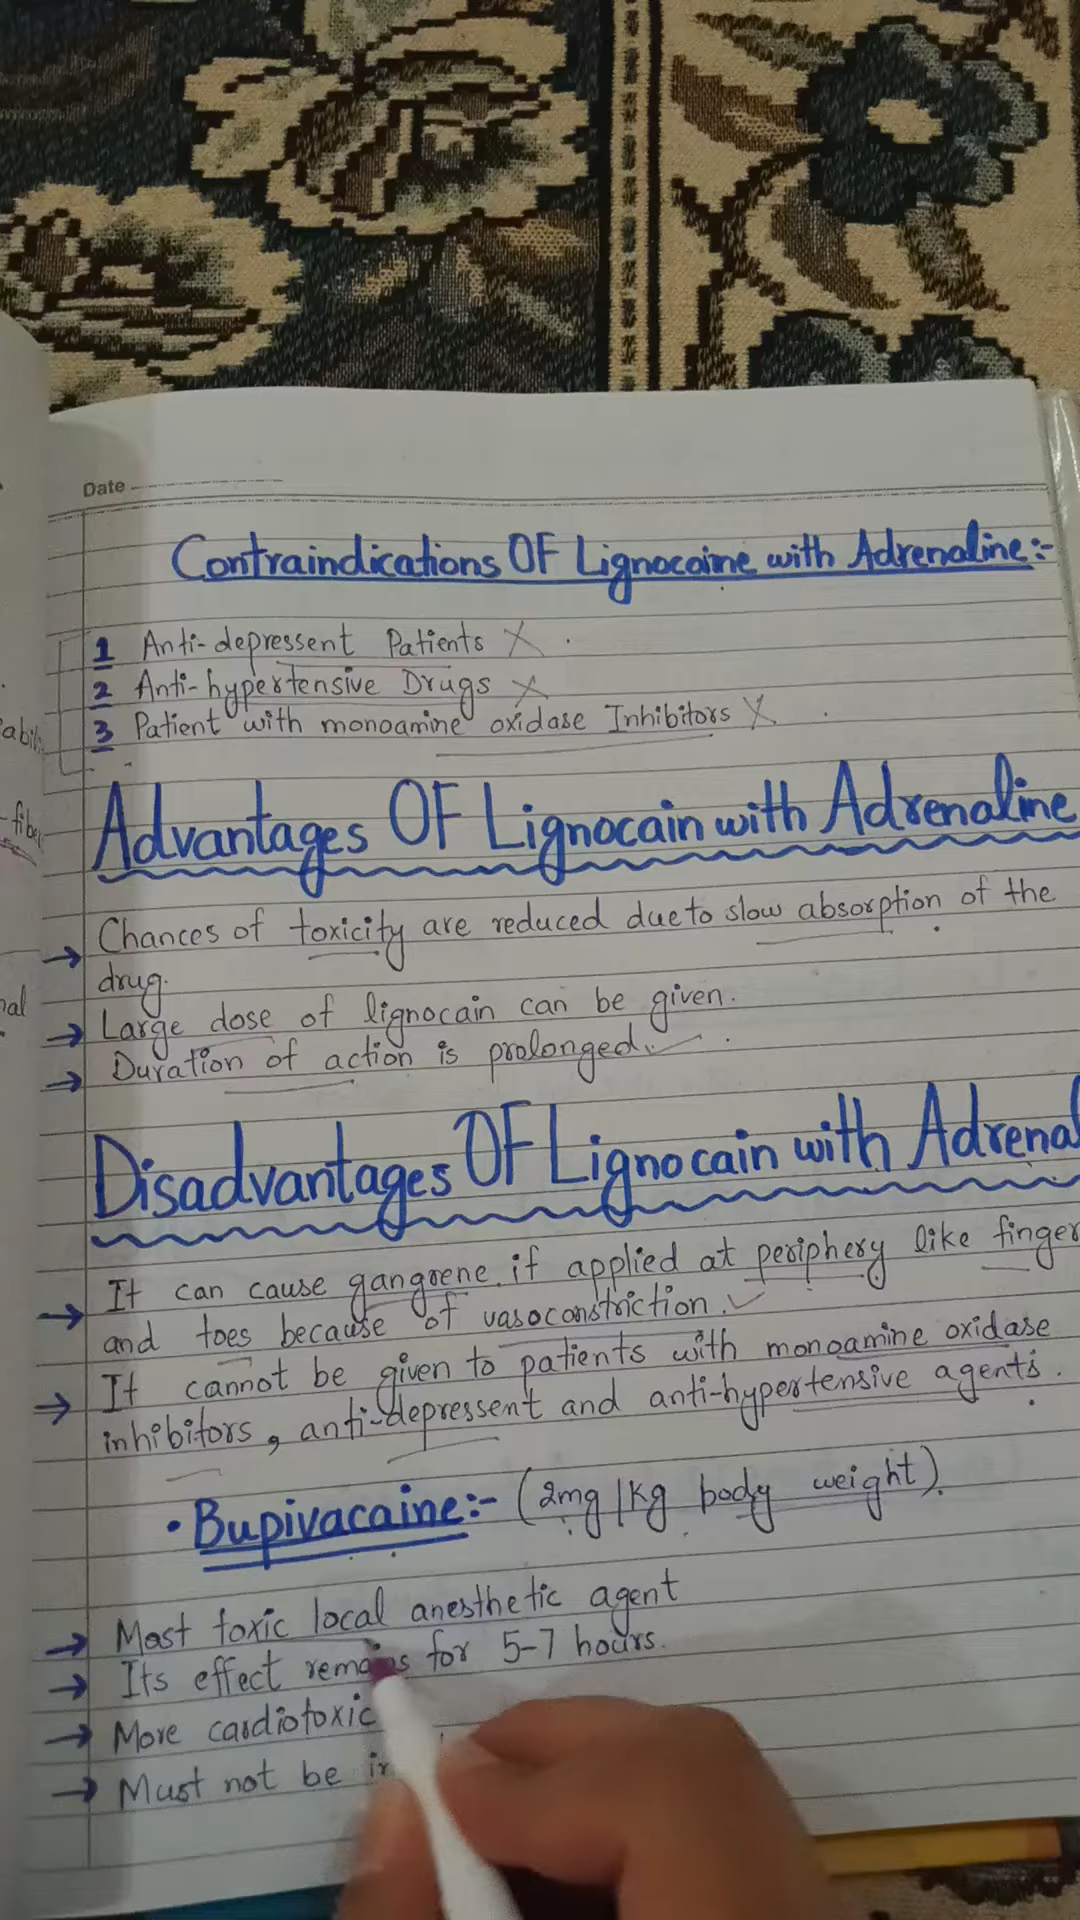 Date
Contraindications OF Lignocaine with Adrenaline:-
1 Anti-depressent Patients X
2 Anti-hypertensive Drugs X
3 Patient with monoamine oxidase Inhibitors X
Advantages OF Lignocain with Adrenaline
→ Chances of toxicity are reduced due to slow absorption of the
drug.
→ Large dose of lignocain can be given.
→ Duration of action is prolonged.
Disadvantages OF Lignocain with Adrenal
→ It can cause gangrene if applied at periphery like finger
and toes because of vasoconstriction.
→ It cannot be given to patients with monoamine oxidase
inhibitors, anti-depressent and anti-hypertensive agents.
• Bupivacaine:- (2mg/kg body weight).
→ Most toxic local anesthetic agent
→ Its effect remains for 5-7 hours.
→ More cardiotoxic
→ Must not be